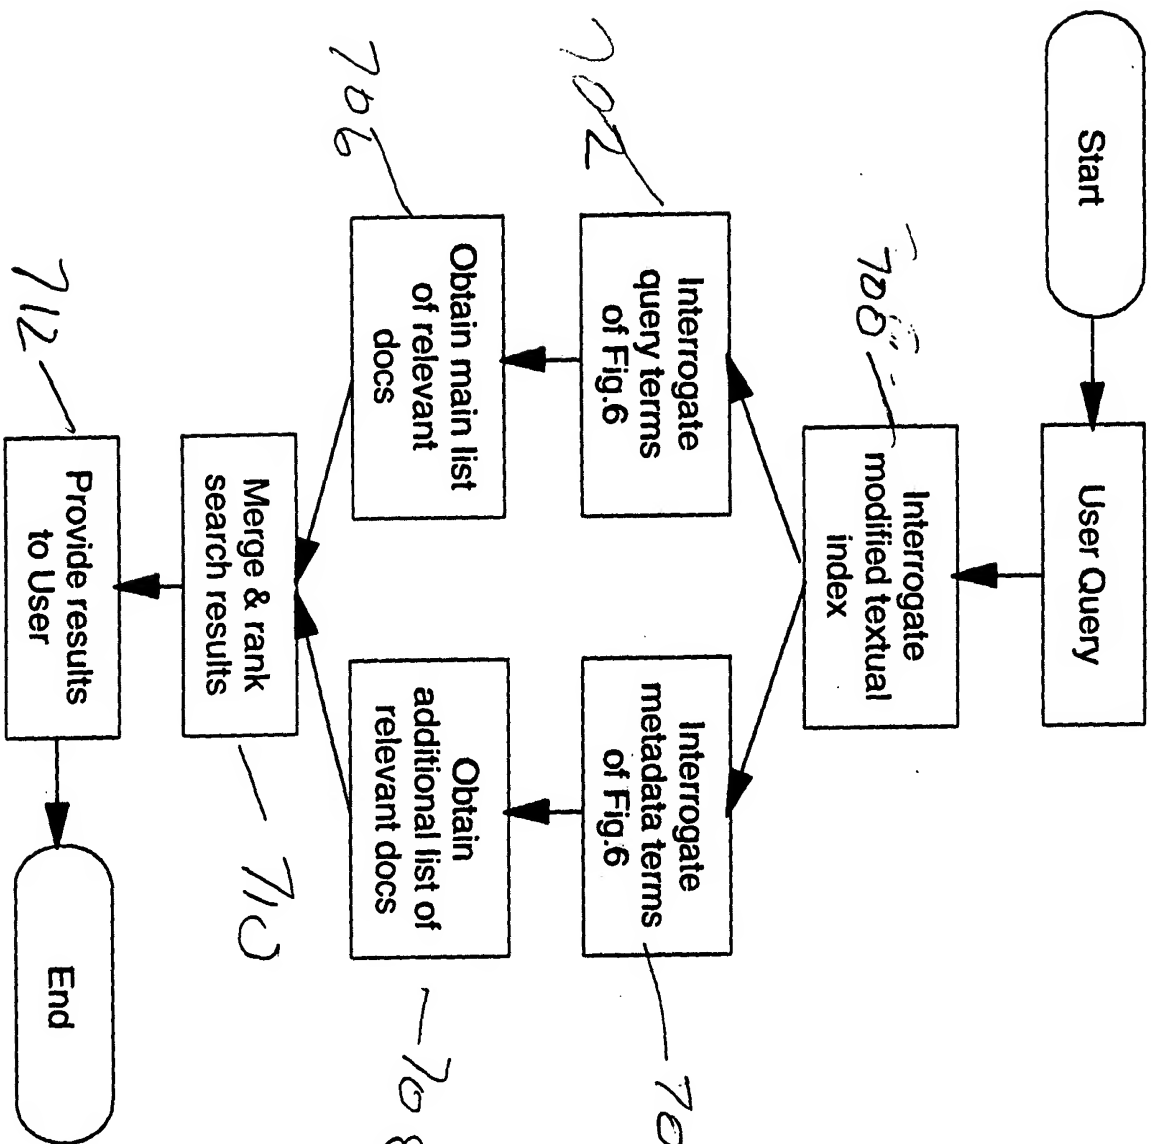 Start
User Query
Interrogate
modified textual
index
702
Interrogate
query terms
of Fig.6
Interrogate
metadata terms
of Fig.6
70
706
Obtain main list
of relevant
docs
Obtain
additional list of
relevant docs
708
Merge & rank
search results
710
712
Provide results
to User
End